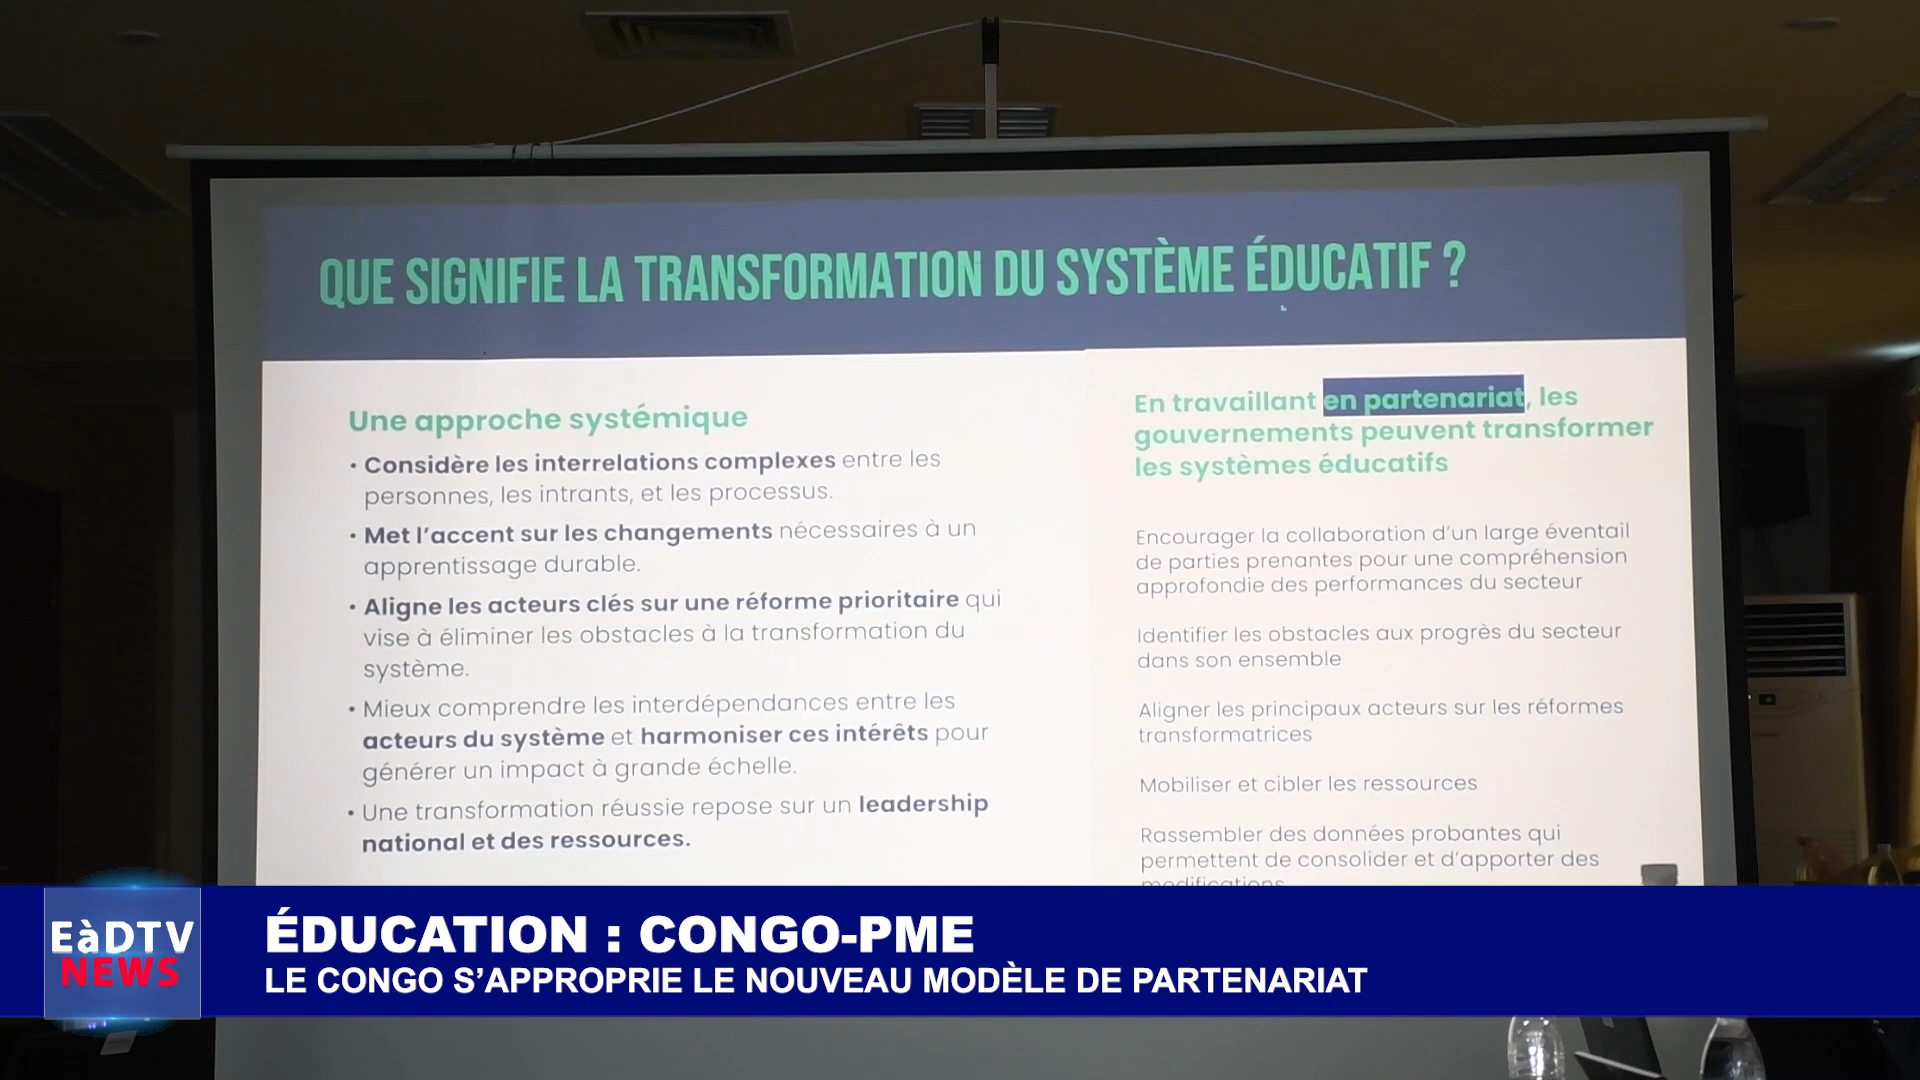 QUE SIGNIFIE LA TRANSFORMATION DU SYSTÈME ÉDUCATIF ?
Une approche systémique
• Considère les interrelations complexes entre les
personnes, les intrants, et les processus.
• Met l'accent sur les changements nécessaires à un
apprentissage durable.
• Aligne les acteurs clés sur une réforme prioritaire qui
vise à éliminer les obstacles à la transformation du
système.
• Mieux comprendre les interdépendances entre les
acteurs du système et harmoniser ces intérêts pour
générer un impact à grande échelle.
• Une transformation réussie repose sur un leadership
national et des ressources.
En travaillant en partenariat, les
gouvernements peuvent transformer
les systèmes éducatifs
Encourager la collaboration d'un large éventail
de parties prenantes pour une compréhension
approfondie des performances du secteur
Identifier les obstacles aux progrès du secteur
dans son ensemble
Aligner les principaux acteurs sur les réformes
transformatrices
Mobiliser et cibler les ressources
Rassembler des données probantes qui
permettent de consolider et d'apporter des
modifications
EàDTV
NEWS
ÉDUCATION : CONGO-PME
LE CONGO S'APPROPRIE LE NOUVEAU MODÈLE DE PARTENARIAT